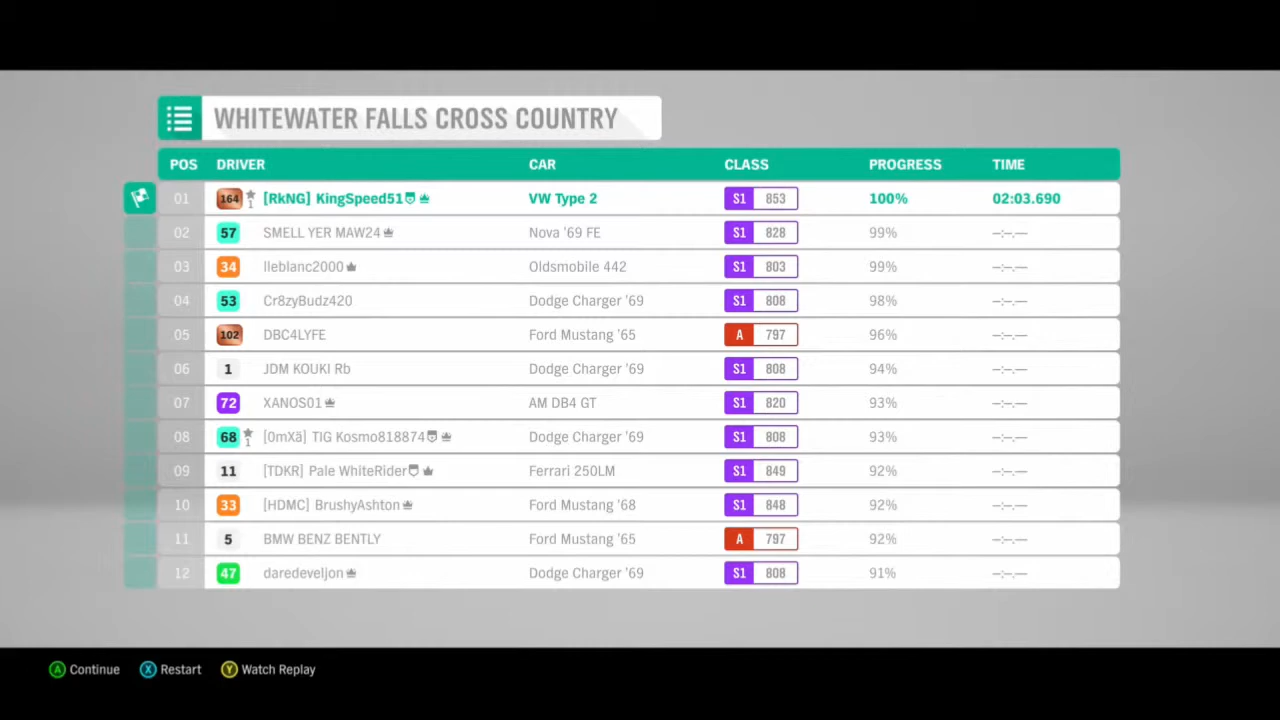 WHITEWATER FALLS CROSS COUNTRY
POS DRIVER CAR CLASS PROGRESS TIME
01 164 1 [RkNG] KingSpeed51 VW Type 2 S1 853 100% 02:03.690
02 57 SMELL YER MAW24 Nova '69 FE S1 828 99% --:--.---
03 34 lleblanc2000 Oldsmobile 442 S1 803 99% --:--.---
04 53 Cr8zyBudz420 Dodge Charger '69 S1 808 98% --:--.---
05 102 DBC4LYFE Ford Mustang '65 A 797 96% --:--.---
06 1 JDM KOUKI Rb Dodge Charger '69 S1 808 94% --:--.---
07 72 XANOS01 AM DB4 GT S1 820 93% --:--.---
08 68 1 [0mXä] TIG Kosmo818874 Dodge Charger '69 S1 808 93% --:--.---
09 11 [TDKR] Pale WhiteRider Ferrari 250LM S1 849 92% --:--.---
10 33 [HDMC] BrushyAshton Ford Mustang '68 S1 848 92% --:--.---
11 5 BMW BENZ BENTLY Ford Mustang '65 A 797 92% --:--.---
12 47 daredeveljon Dodge Charger '69 S1 808 91% --:--.---
A Continue X Restart Y Watch Replay